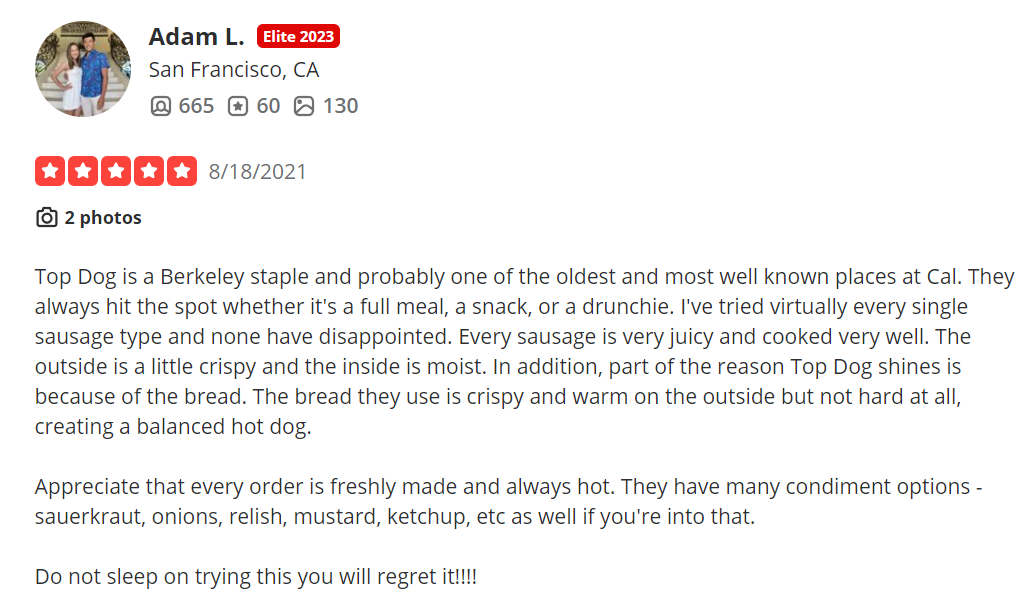 Adam L. Elite 2023
San Francisco, CA
665 60 130
8/18/2021
2 photos
Top Dog is a Berkeley staple and probably one of the oldest and most well known places at Cal. They
always hit the spot whether it's a full meal, a snack, or a drunchie. I've tried virtually every single
sausage type and none have disappointed. Every sausage is very juicy and cooked very well. The
outside is a little crispy and the inside is moist. In addition, part of the reason Top Dog shines is
because of the bread. The bread they use is crispy and warm on the outside but not hard at all,
creating a balanced hot dog.
Appreciate that every order is freshly made and always hot. They have many condiment options -
sauerkraut, onions, relish, mustard, ketchup, etc as well if you're into that.
Do not sleep on trying this you will regret it!!!!